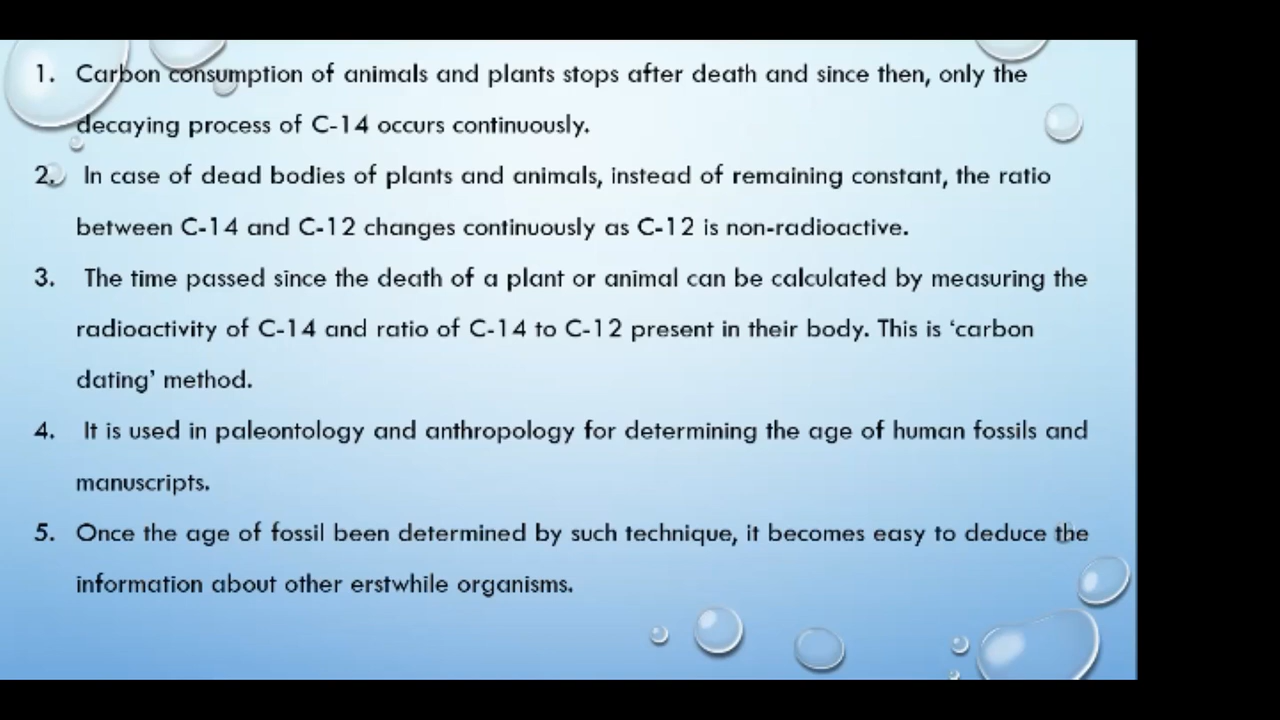 1. Carbon consumption of animals and plants stops after death and since then, only the
decaying process of C-14 occurs continuously.
2. In case of dead bodies of plants and animals, instead of remaining constant, the ratio
between C-14 and C-12 changes continuously as C-12 is non-radioactive.
3. The time passed since the death of a plant or animal can be calculated by measuring the
radioactivity of C-14 and ratio of C-14 to C-12 present in their body. This is ‘carbon
dating’ method.
4. It is used in paleontology and anthropology for determining the age of human fossils and
manuscripts.
5. Once the age of fossil been determined by such technique, it becomes easy to deduce the
information about other erstwhile organisms.